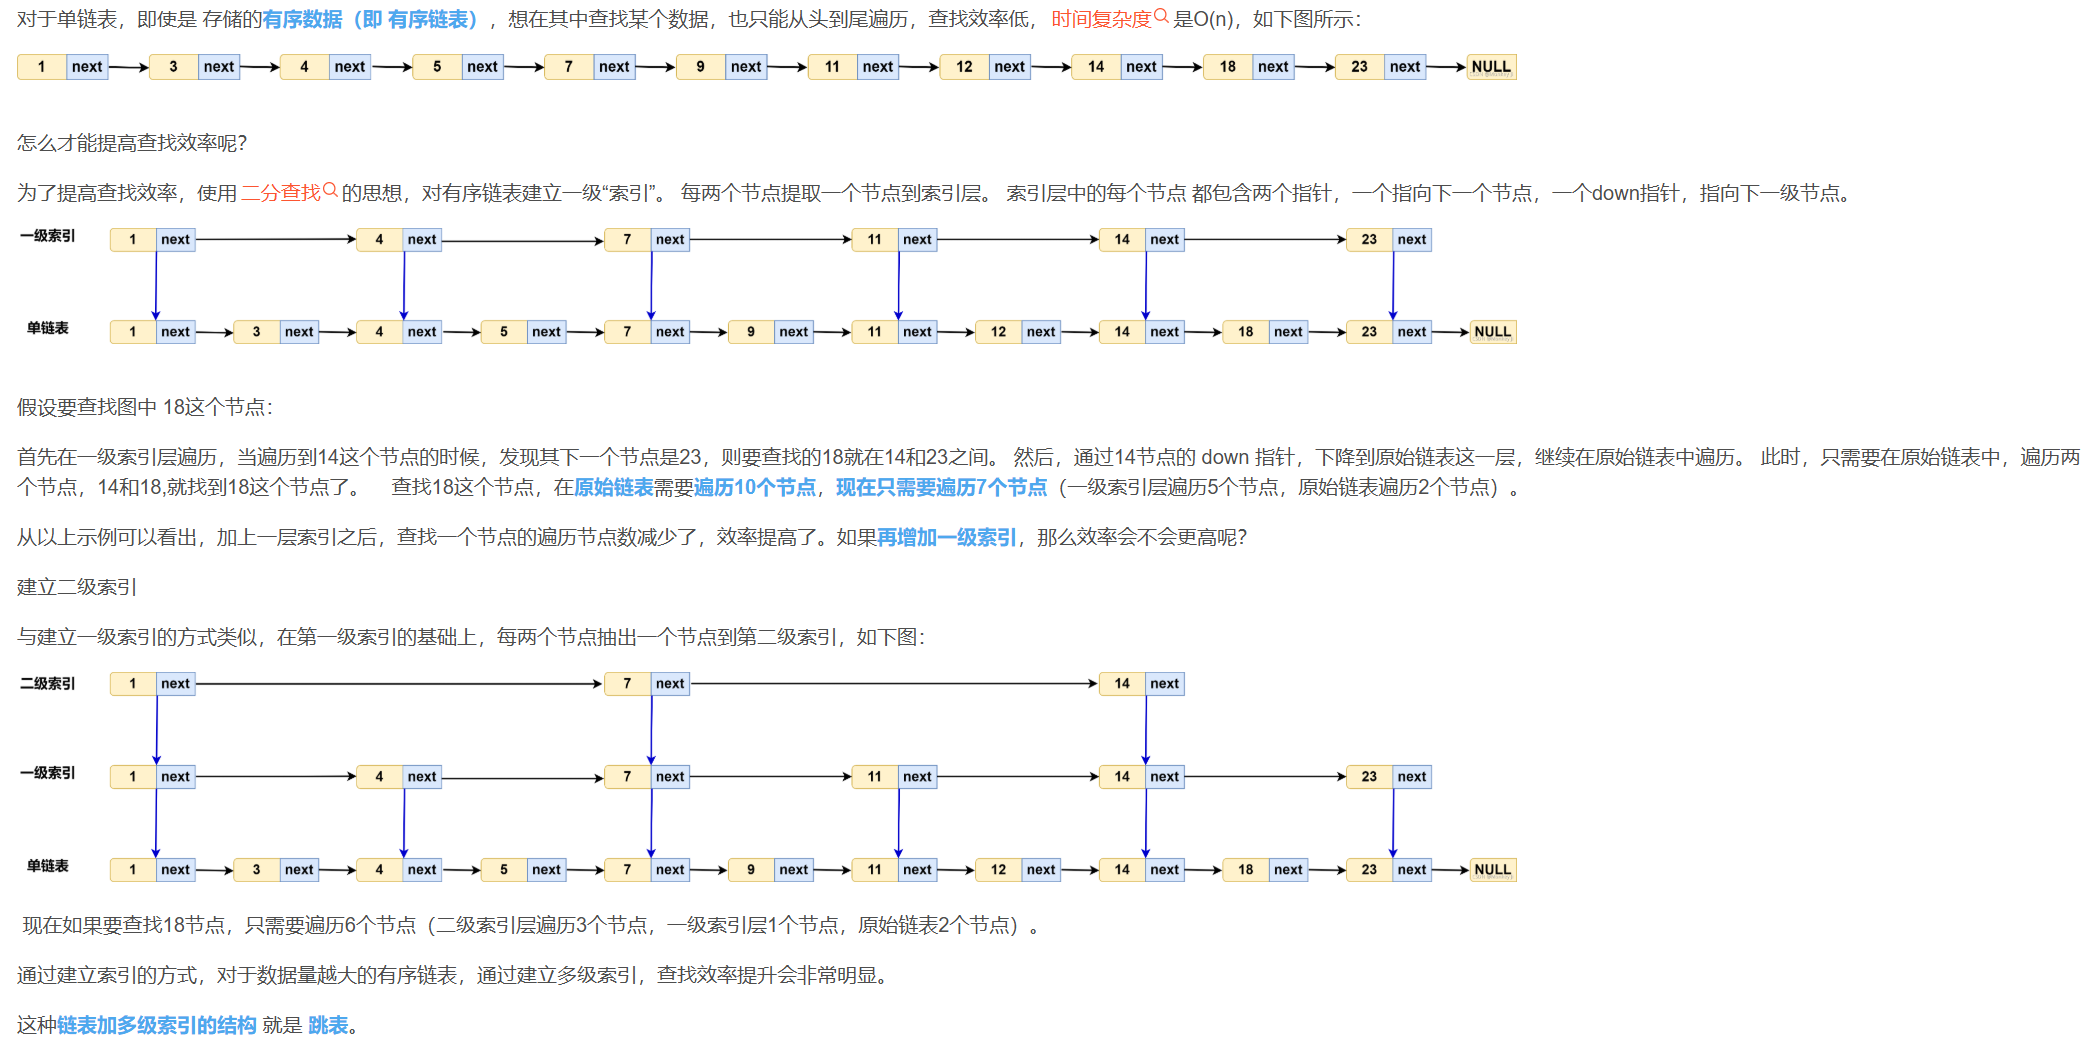 对于单链表，即使是 存储的有序数据（即 有序链表），想在其中查找某个数据，也只能从头到尾遍历，查找效率低，时间复杂度是O(n)，如下图所示：
1 next 3 next 4 next 5 next 7 next 9 next 11 next 12 next 14 next 18 next 23 next NULL
怎么才能提高查找效率呢？
为了提高查找效率，使用 二分查找 的思想，对有序链表建立一级“索引”。 每两个节点提取一个节点到索引层。 索引层中的每个节点 都包含两个指针，一个指向下一个节点，一个down指针，指向下一级节点。
一级索引 1 next 4 next 7 next 11 next 14 next 23 next
单链表 1 next 3 next 4 next 5 next 7 next 9 next 11 next 12 next 14 next 18 next 23 next NULL
假设要查找图中 18这个节点：
首先在一级索引层遍历，当遍历到14这个节点的时候，发现其下一个节点是23，则要查找的18就在14和23之间。 然后，通过14节点的 down 指针，下降到原始链表这一层，继续在原始链表中遍历。 此时，只需要在原始链表中，遍历两
个节点，14和18,就找到18这个节点了。 查找18这个节点，在原始链表需要遍历10个节点，现在只需要遍历7个节点（一级索引层遍历5个节点，原始链表遍历2个节点）。
从以上示例可以看出，加上一层索引之后，查找一个节点的遍历节点数减少了，效率提高了。如果再增加一级索引，那么效率会不会更高呢？
建立二级索引
与建立一级索引的方式类似，在第一级索引的基础上，每两个节点抽出一个节点到第二级索引，如下图：
二级索引 1 next 7 next 14 next
一级索引 1 next 4 next 7 next 11 next 14 next 23 next
单链表 1 next 3 next 4 next 5 next 7 next 9 next 11 next 12 next 14 next 18 next 23 next NULL
现在如果要查找18节点，只需要遍历6个节点（二级索引层遍历3个节点，一级索引层1个节点，原始链表2个节点）。
通过建立索引的方式，对于数据量越大的有序链表，通过建立多级索引，查找效率提升会非常明显。
这种链表加多级索引的结构 就是 跳表。